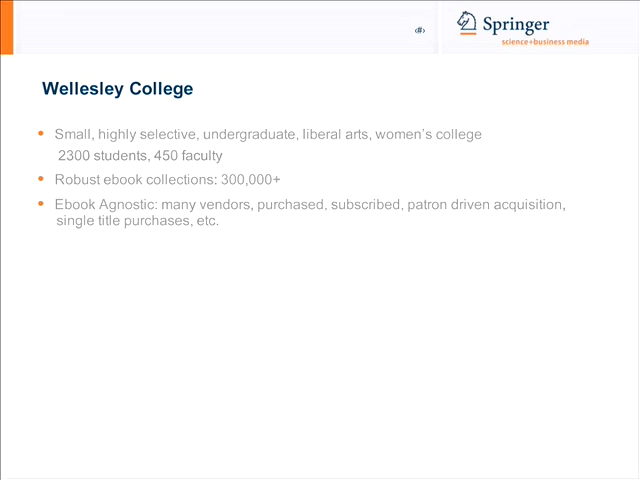 ‹#›
Springer
science+business media
Wellesley College
• Small, highly selective, undergraduate, liberal arts, women's college
2300 students, 450 faculty
• Robust ebook collections: 300,000+
• Ebook Agnostic: many vendors, purchased, subscribed, patron driven acquisition,
single title purchases, etc.